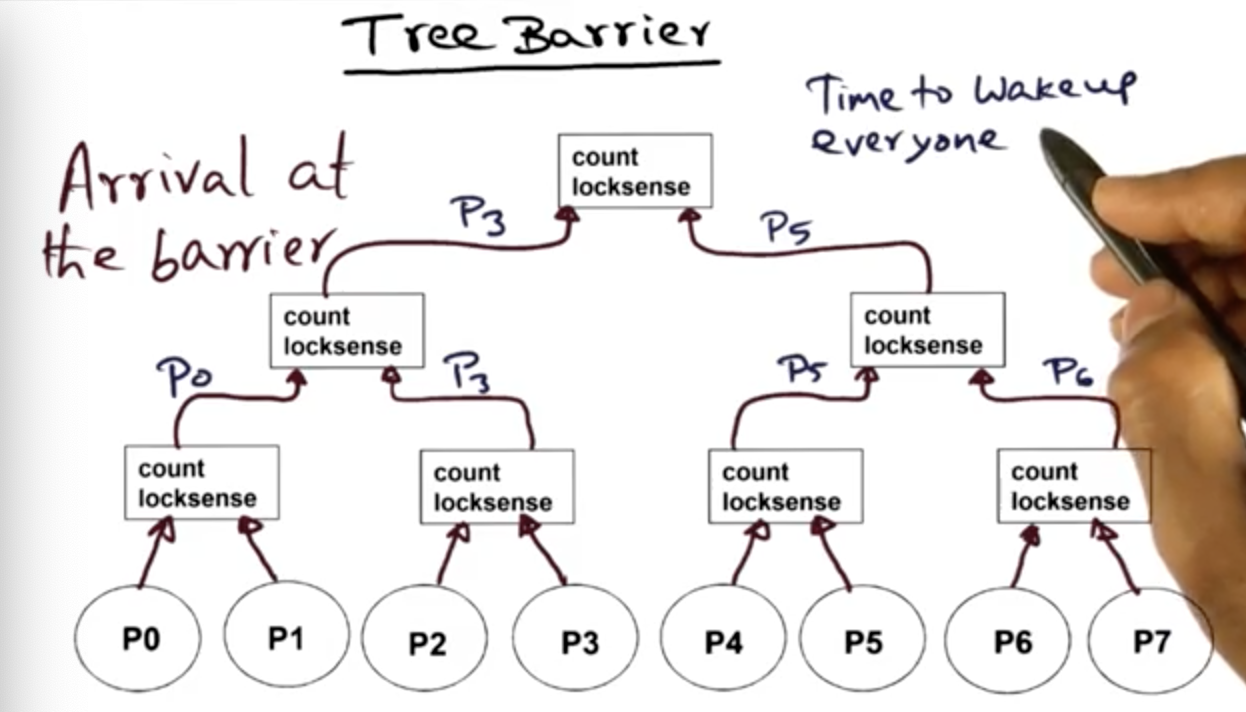 Tree Barrier
Time to Wakeup
everyone
Arrival at
the barrier
count
locksense
P3
P5
count
locksense
count
locksense
P0
P3
P5
P6
count
locksense
count
locksense
count
locksense
count
locksense
P0
P1
P2
P3
P4
P5
P6
P7